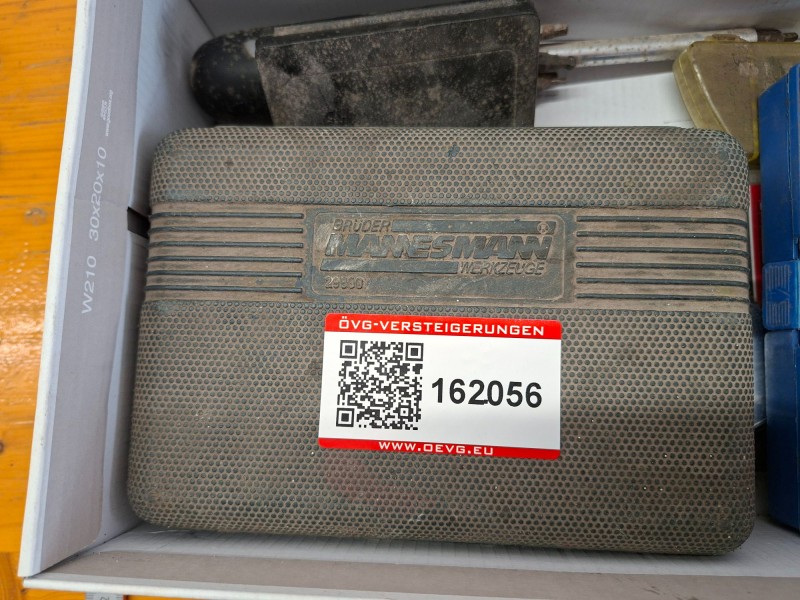 W210 30x20x10
BRÜDER
MANNESMANN®
WERKZEUGE
ÖVG-VERSTEIGERUNGEN
162056
WWW.OEVG.EU